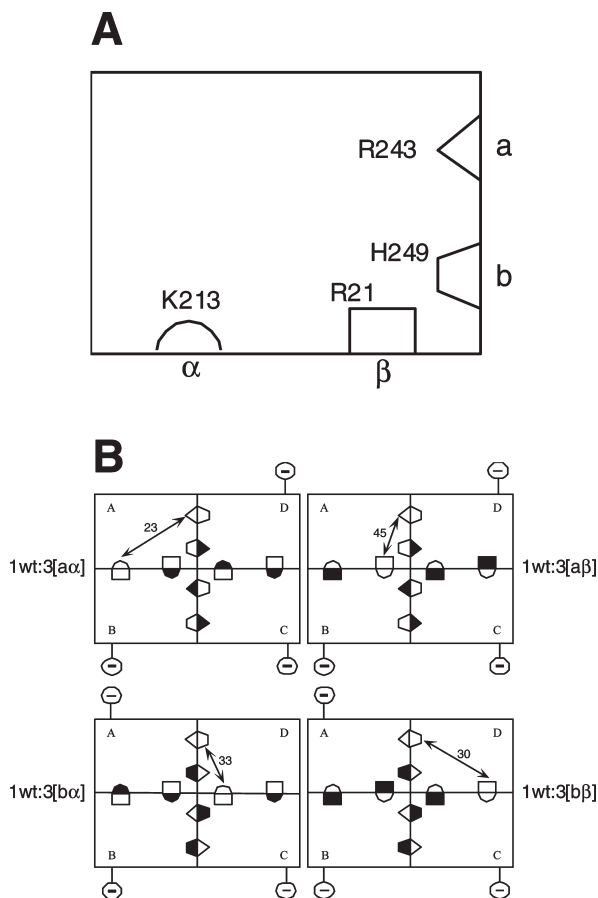 A
R243
a
H249
b
K213
R21
α
β
B
A
D
23
B
C
1wt:3[aα]
A
D
45
B
C
1wt:3[aβ]
A
D
33
B
C
1wt:3[bα]
A
D
30
B
C
1wt:3[bβ]